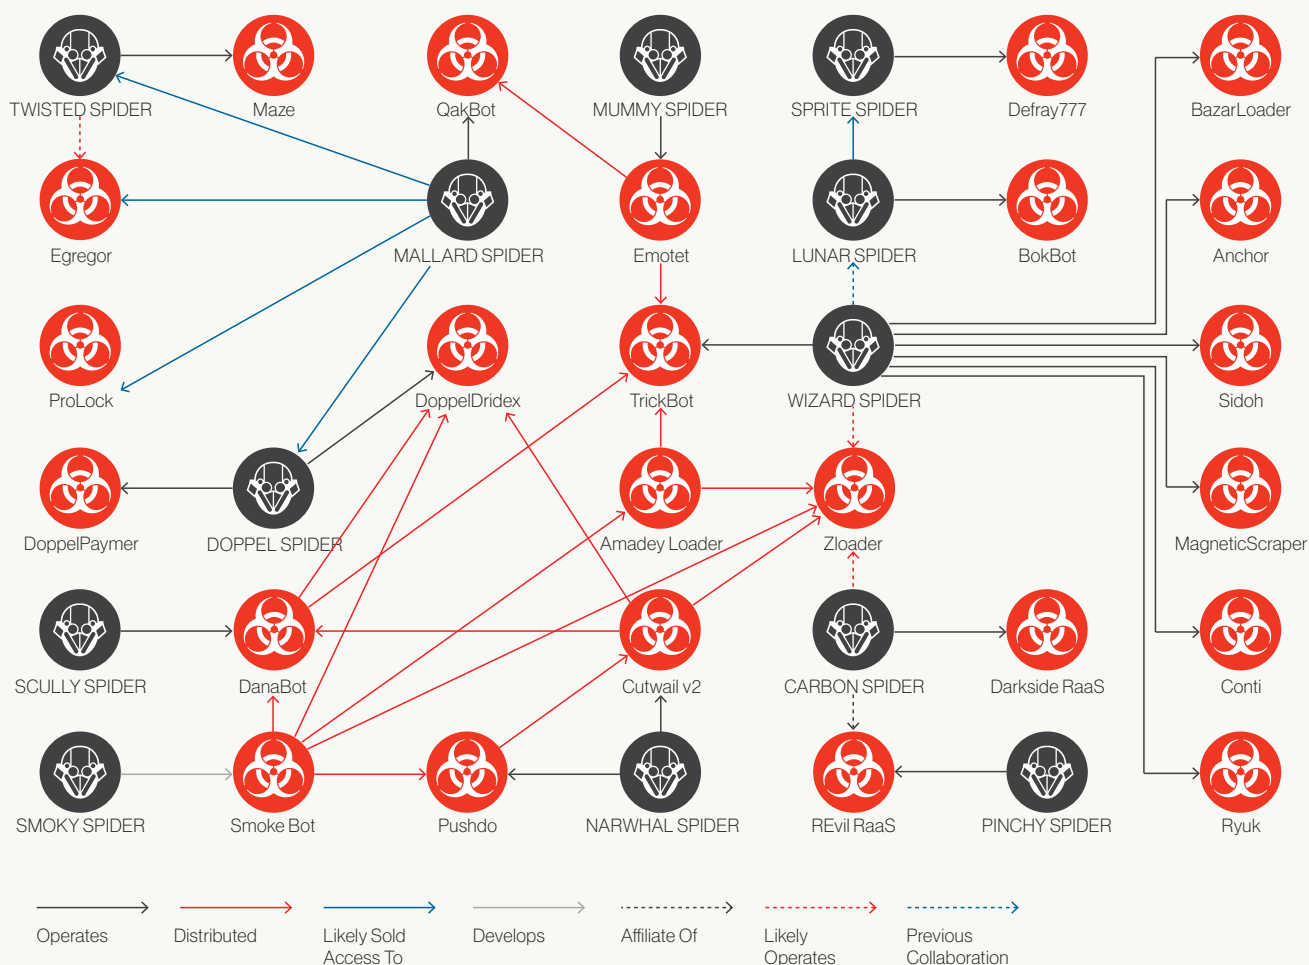 TWISTED SPIDER
Maze
QakBot
MUMMY SPIDER
SPRITE SPIDER
Defray777
BazarLoader
Egregor
MALLARD SPIDER
Emotet
LUNAR SPIDER
BokBot
Anchor
ProLock
DoppelDridex
TrickBot
WIZARD SPIDER
Sidoh
DoppelPaymer
DOPPEL SPIDER
Amadey Loader
Zloader
MagneticScraper
SCULLY SPIDER
DanaBot
Cutwail v2
CARBON SPIDER
Darkside RaaS
Conti
SMOKY SPIDER
Smoke Bot
Pushdo
NARWHAL SPIDER
REvil RaaS
PINCHY SPIDER
Ryuk
Operates
Distributed
Likely Sold
Access To
Develops
Affiliate Of
Likely
Operates
Previous
Collaboration